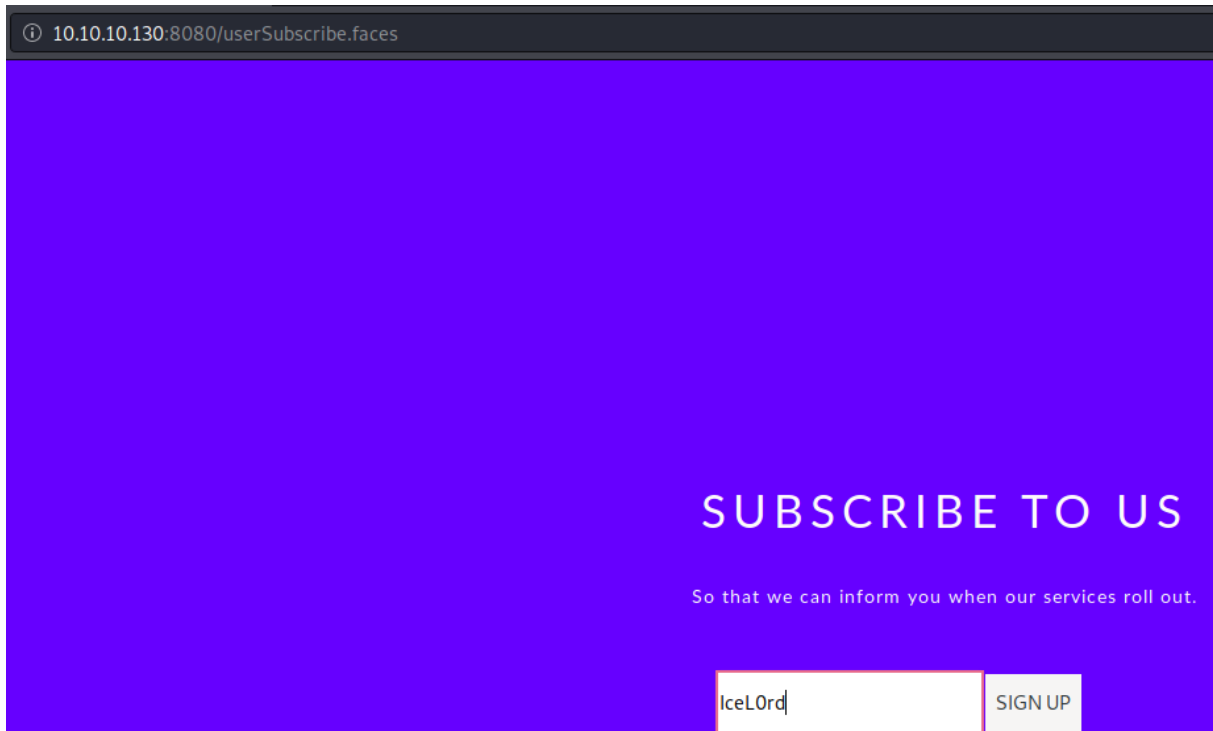 10.10.10.130:8080/userSubscribe.faces
SUBSCRIBE TO US
So that we can inform you when our services roll out.
IceL0rd SIGN UP